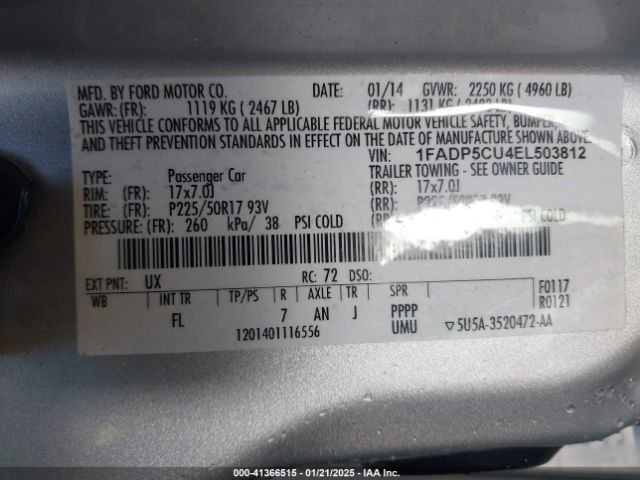 MFD. BY FORD MOTOR CO. DATE: 01/14 GVWR: 2250 KG (4960 LB)
GAWR: (FR): 1119 KG (2467 LB) (RR): 1131 KG
THIS VEHICLE CONFORMS TO ALL APPLICABLE FEDERAL MOTOR VEHICLE SAFETY, BUMPER,
AND THEFT PREVENTION STANDARDS IN EFFECT ON THE DATE OF MANUFACTURE SHOWN ABOVE.
VIN: 1FADP5CU4EL503812
TYPE: Passenger Car TRAILER TOWING - SEE OWNER GUIDE
RIM: (FR): 17x7.0J (RR): 17x7.0J
TIRE: (FR): P225/50R17 93V (RR):
PRESSURE: (FR): 260 kPa/ 38 PSI COLD PSI COLD
EXT PNT: UX RC: 72 DSO:
WB INT TR TP/PS R AXLE TR SPR F0117
FL 7 AN J PPPP R0121
1201401116556 UMU ▽5U5A-3520472-AA
000-41366515 / 01/21/2025 / IAA Inc.